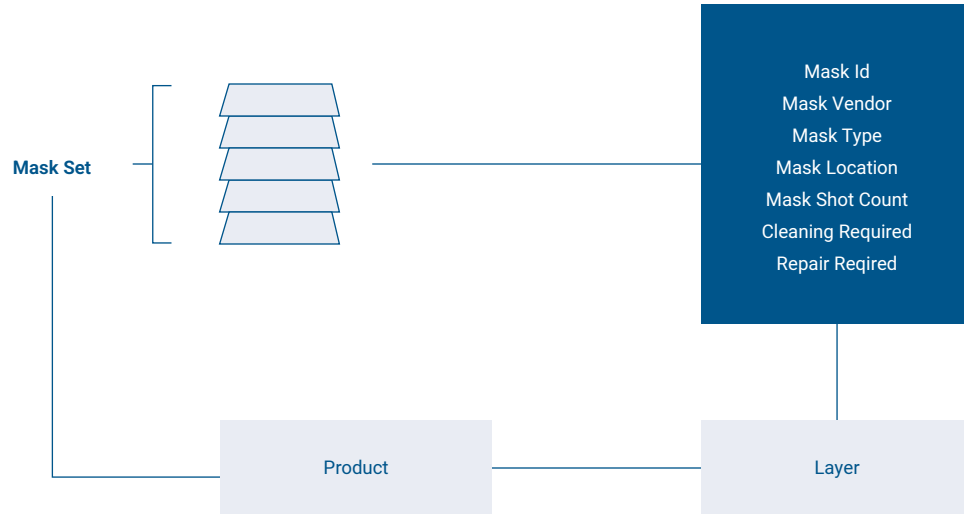 Mask Set
Mask Id
Mask Vendor
Mask Type
Mask Location
Mask Shot Count
Cleaning Required
Repair Reqired
Product
Layer